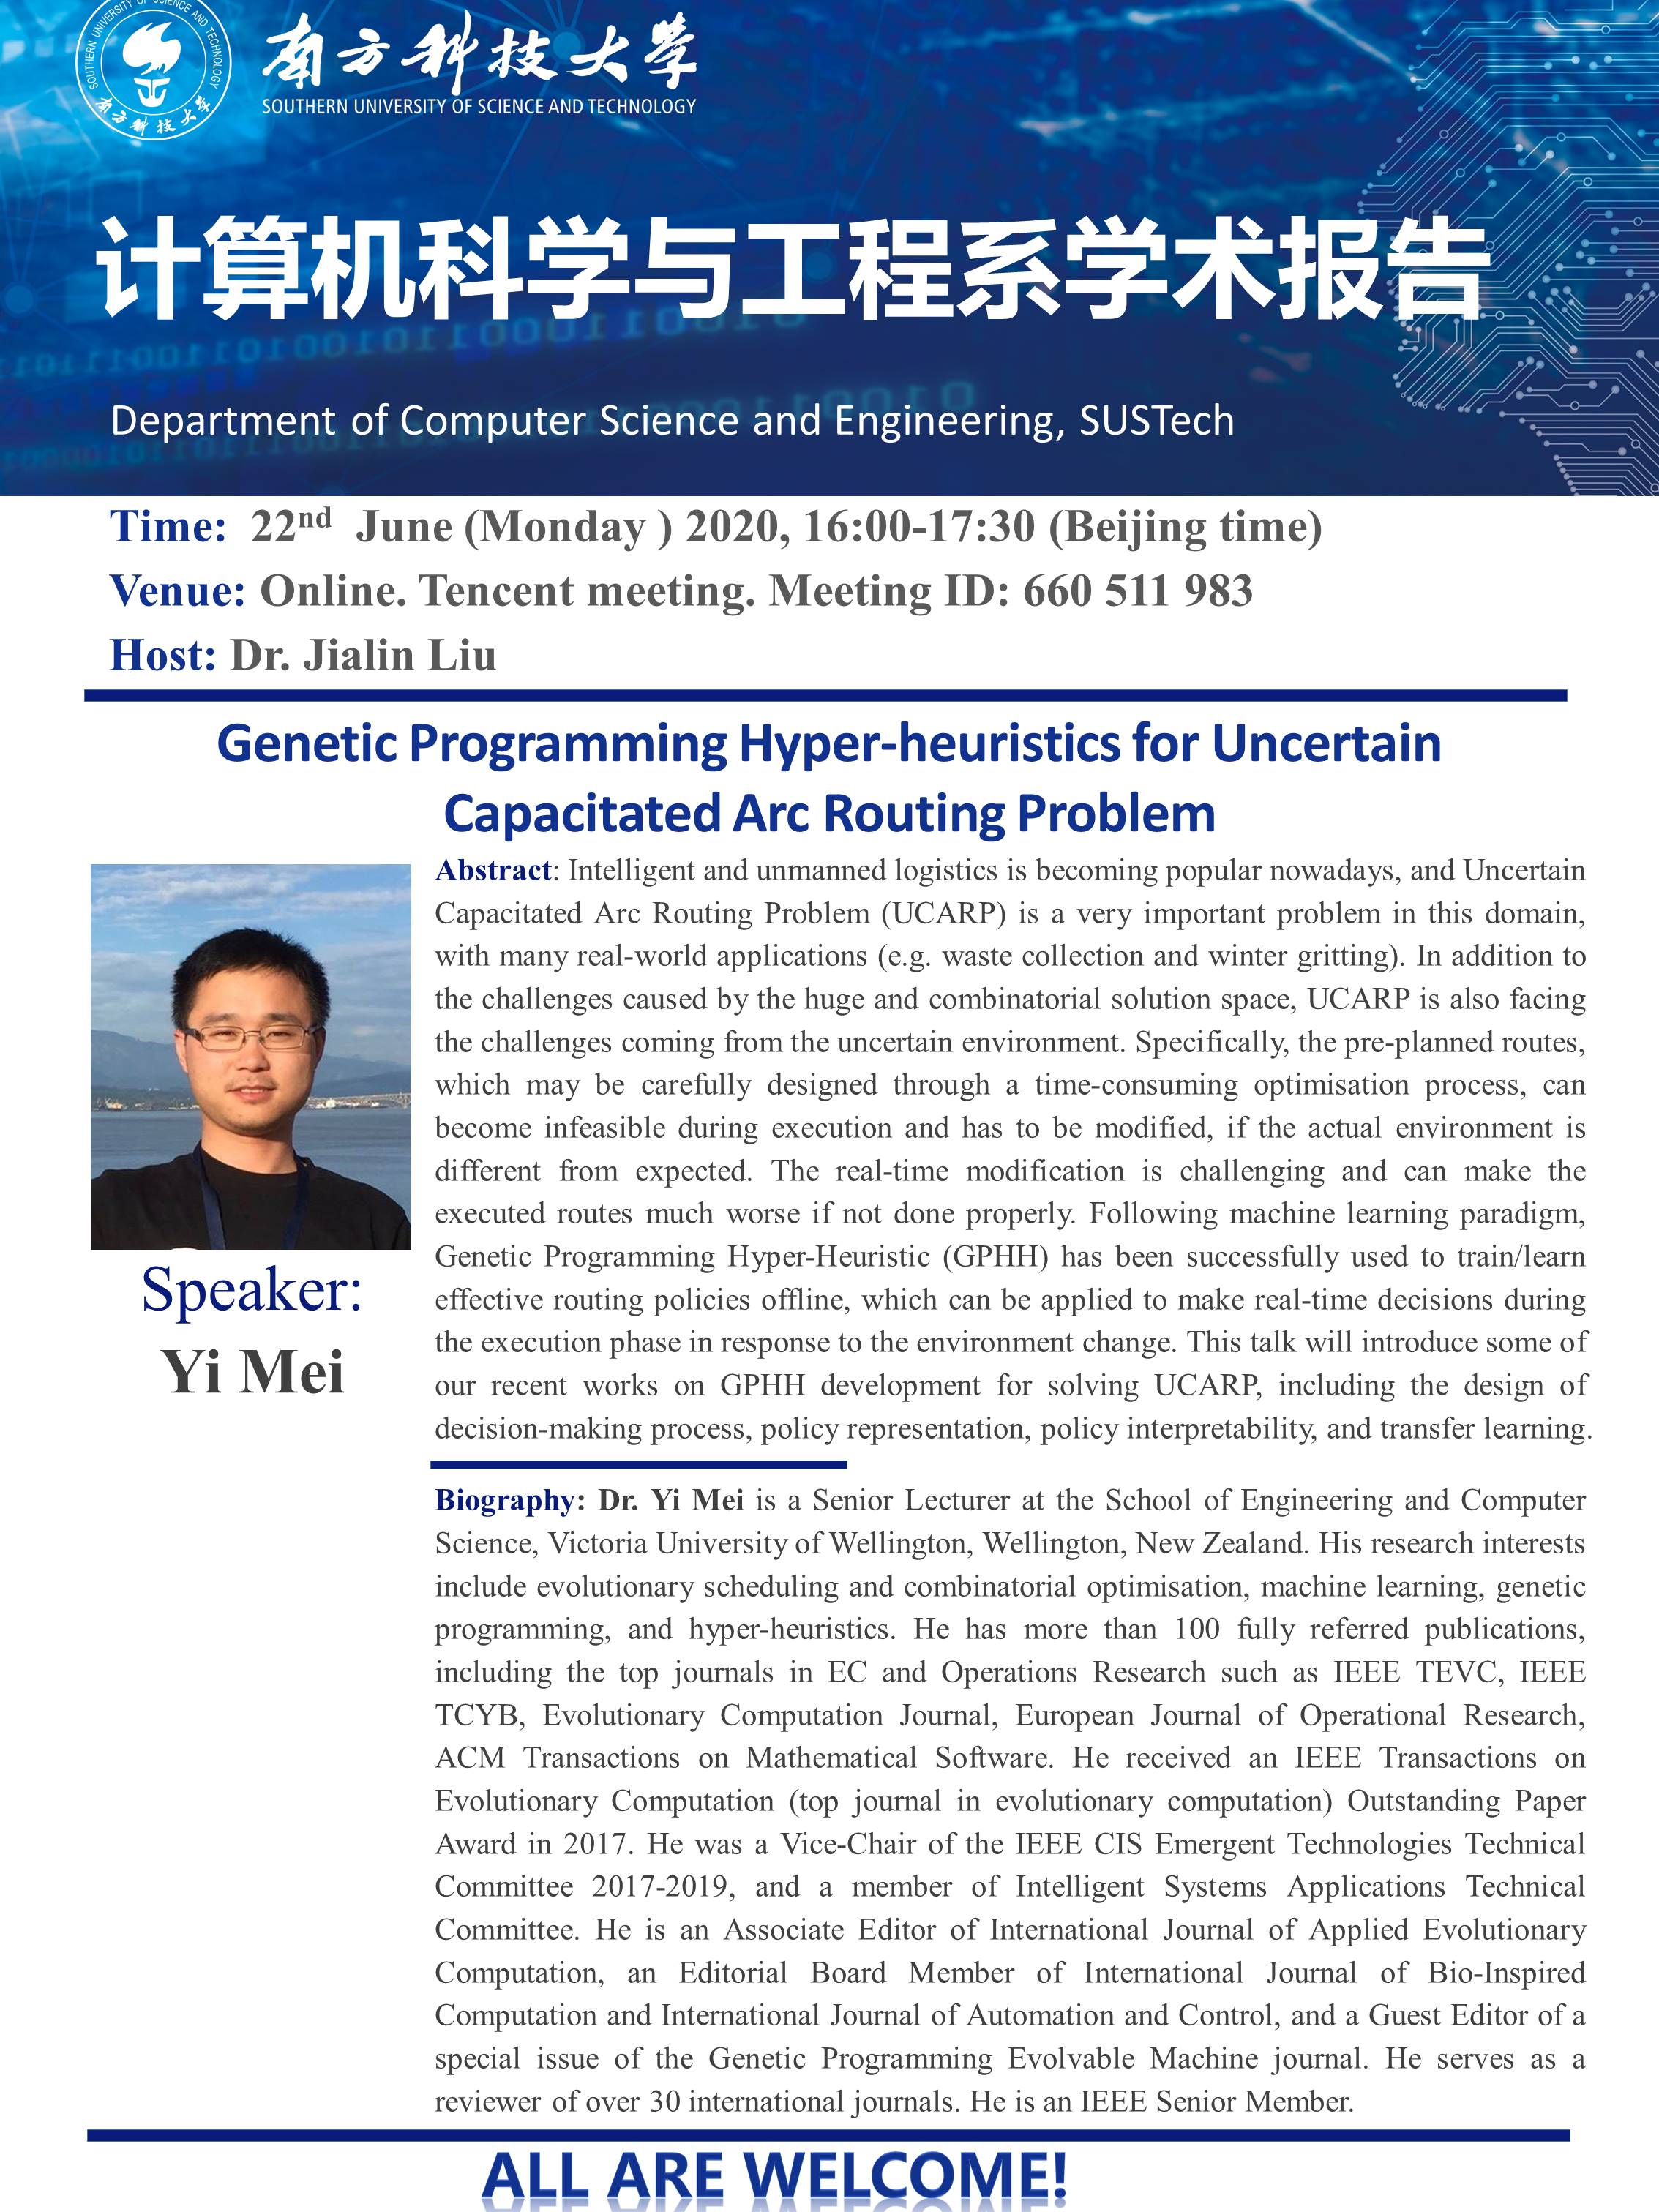 SOUTHERN UNIVERSITY OF SCIENCE AND TECHNOLOGY
南方科技大学
南方科技大学
SOUTHERN UNIVERSITY OF SCIENCE AND TECHNOLOGY
计算机科学与工程系学术报告
Department of Computer Science and Engineering, SUSTech
Time: 22nd June (Monday ) 2020, 16:00-17:30 (Beijing time)
Venue: Online. Tencent meeting. Meeting ID: 660 511 983
Host: Dr. Jialin Liu
Genetic Programming Hyper-heuristics for Uncertain
Capacitated Arc Routing Problem
Speaker:
Yi Mei
Abstract: Intelligent and unmanned logistics is becoming popular nowadays, and Uncertain
Capacitated Arc Routing Problem (UCARP) is a very important problem in this domain,
with many real-world applications (e.g. waste collection and winter gritting). In addition to
the challenges caused by the huge and combinatorial solution space, UCARP is also facing
the challenges coming from the uncertain environment. Specifically, the pre-planned routes,
which may be carefully designed through a time-consuming optimisation process, can
become infeasible during execution and has to be modified, if the actual environment is
different from expected. The real-time modification is challenging and can make the
executed routes much worse if not done properly. Following machine learning paradigm,
Genetic Programming Hyper-Heuristic (GPHH) has been successfully used to train/learn
effective routing policies offline, which can be applied to make real-time decisions during
the execution phase in response to the environment change. This talk will introduce some of
our recent works on GPHH development for solving UCARP, including the design of
decision-making process, policy representation, policy interpretability, and transfer learning.
Biography: Dr. Yi Mei is a Senior Lecturer at the School of Engineering and Computer
Science, Victoria University of Wellington, Wellington, New Zealand. His research interests
include evolutionary scheduling and combinatorial optimisation, machine learning, genetic
programming, and hyper-heuristics. He has more than 100 fully referred publications,
including the top journals in EC and Operations Research such as IEEE TEVC, IEEE
TCYB, Evolutionary Computation Journal, European Journal of Operational Research,
ACM Transactions on Mathematical Software. He received an IEEE Transactions on
Evolutionary Computation (top journal in evolutionary computation) Outstanding Paper
Award in 2017. He was a Vice-Chair of the IEEE CIS Emergent Technologies Technical
Committee 2017-2019, and a member of Intelligent Systems Applications Technical
Committee. He is an Associate Editor of International Journal of Applied Evolutionary
Computation, an Editorial Board Member of International Journal of Bio-Inspired
Computation and International Journal of Automation and Control, and a Guest Editor of a
special issue of the Genetic Programming Evolvable Machine journal. He serves as a
reviewer of over 30 international journals. He is an IEEE Senior Member.
ALL ARE WELCOME!